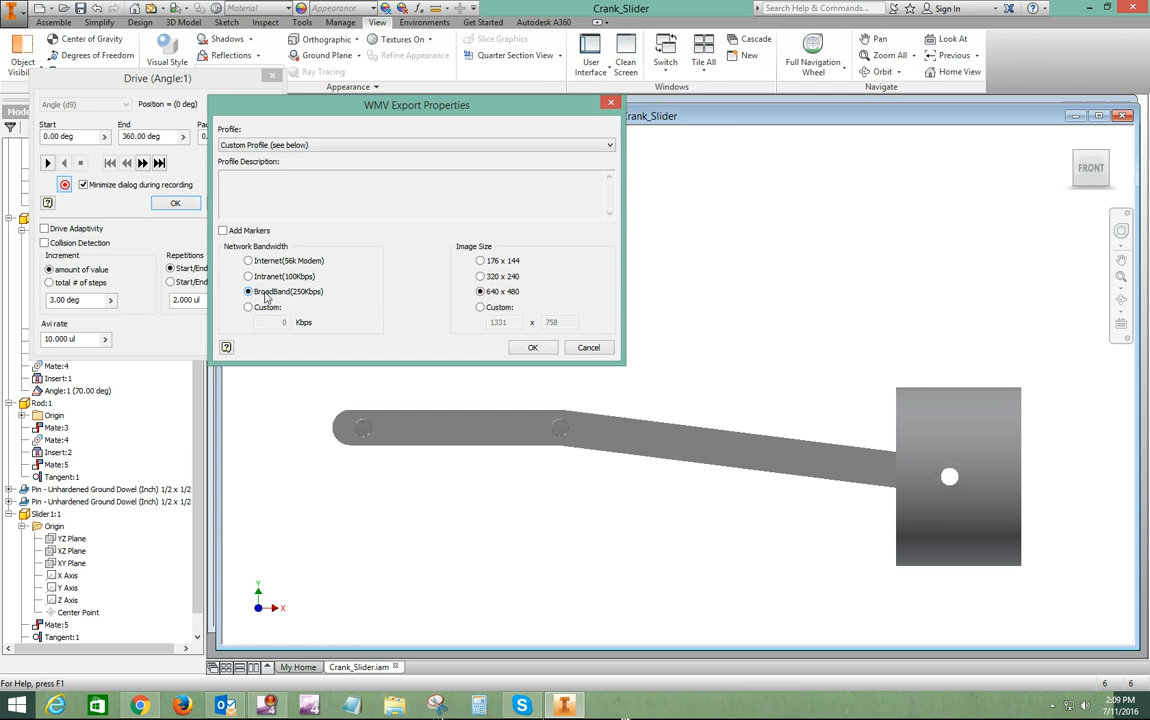 Material
Appearance
Crank_Slider
Search Help & Commands...
Sign In
Assemble Simplify Design 3D Model Sketch Inspect Tools Manage View Environments Get Started Autodesk A360
Object
Visibil
Center of Gravity
Degrees of Freedom
Visual Style
Shadows
Reflections
Orthographic
Ground Plane
Ray Tracing
Textures On
Refine Appearance
Slice Graphics
Quarter Section View
User
Interface
Clean
Screen
Switch
Tile All
Cascade
New
Full Navigation
Wheel
Pan
Zoom All
Orbit
Look At
Previous
Home View
Appearance
Windows
Navigate
Drive (Angle:1)
Angle (d9)
Position = (0 deg)
Start
End
0.00 deg
360.00 deg
Minimize dialog during recording
OK
Drive Adaptivity
Collision Detection
Increment
amount of value
total # of steps
3.00 deg
Repetitions
Start/End
Start/End
2.000 ul
Avi rate
10.000 ul
WMV Export Properties
Profile:
Custom Profile (see below)
Profile Description:
Add Markers
Network Bandwidth
Internet(56k Modem)
Intranet(100Kbps)
BroadBand(250Kbps)
Custom:
0 Kbps
Image Size
176 x 144
320 x 240
640 x 480
Custom:
1331 x 758
OK
Cancel
Crank_Slider
FRONT
Mate:4
Insert:1
Angle:1 (70.00 deg)
Rod:1
Origin
Mate:3
Mate:4
Insert:2
Mate:5
Tangent:1
Pin - Unhardened Ground Dowel (Inch) 1/2 x 1/2
Pin - Unhardened Ground Dowel (Inch) 1/2 x 1/2
Slider1:1
Origin
YZ Plane
XZ Plane
XY Plane
X Axis
Y Axis
Z Axis
Center Point
Mate:5
Tangent:1
Y
X
My Home
Crank_Slider.iam
For Help, press F1
6 6
2:09 PM
7/11/2016